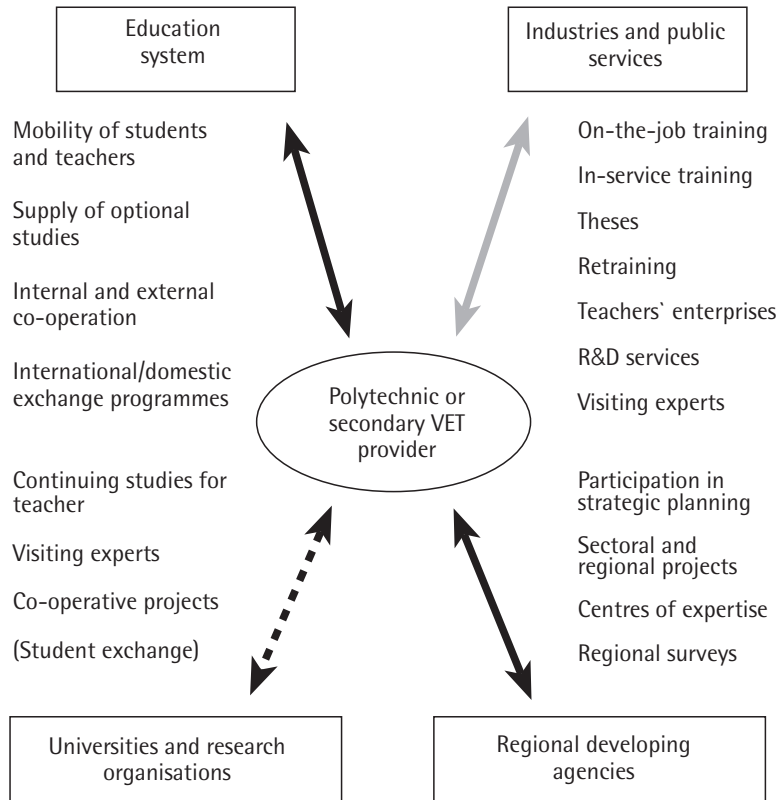 Education
system
Industries and public
services
Mobility of students
and teachers
Supply of optional
studies
Internal and external
co-operation
International/domestic
exchange programmes
On-the-job training
In-service training
Theses
Retraining
Teachers` enterprises
R&D services
Visiting experts
Polytechnic or
secondary VET
provider
Continuing studies for
teacher
Visiting experts
Co-operative projects
(Student exchange)
Participation in
strategic planning
Sectoral and
regional projects
Centres of expertise
Regional surveys
Universities and research
organisations
Regional developing
agencies